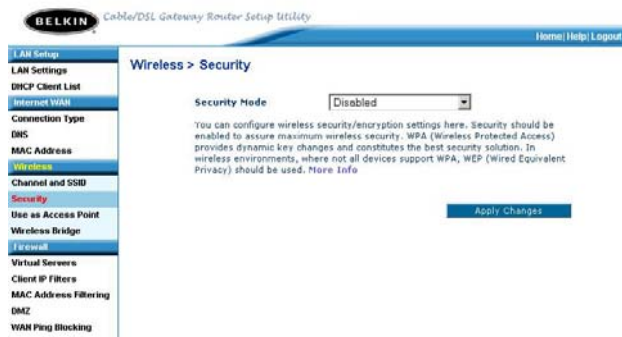 BELKIN
Cable/DSL Gateway Router Setup Utility
Home|Help|Logout
LAN Setup
LAN Settings
DHCP Client List
Internet WAN
Connection Type
DNS
MAC Address
Wireless
Channel and SSID
Security
Use as Access Point
Wireless Bridge
Firewall
Virtual Servers
Client IP Filters
MAC Address Filtering
DMZ
WAN Ping Blocking
Wireless > Security
Security Mode
Disabled
You can configure wireless security/encryption settings here. Security should be
enabled to assure maximum wireless security. WPA (Wireless Protected Access)
provides dynamic key changes and constitutes the best security solution. In
wireless environments, where not all devices support WPA, WEP (Wired Equivalent
Privacy) should be used. More Info
Apply Changes